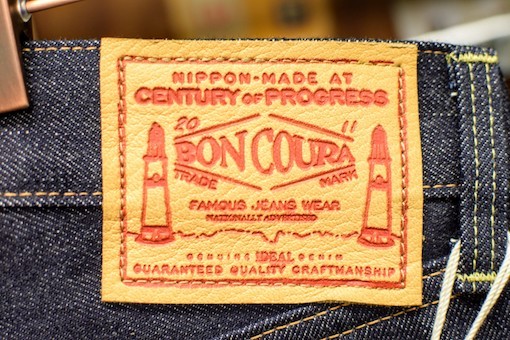 NIPPON-MADE AT
CENTURY OF PROGRESS
20 11
BONCOURA
TRADE MARK
FAMOUS JEANS WEAR
NATIONALLY ADVERTISED
GENUINE IDEAL DENIM
GUARANTEED QUALITY CRAFTMANSHIP